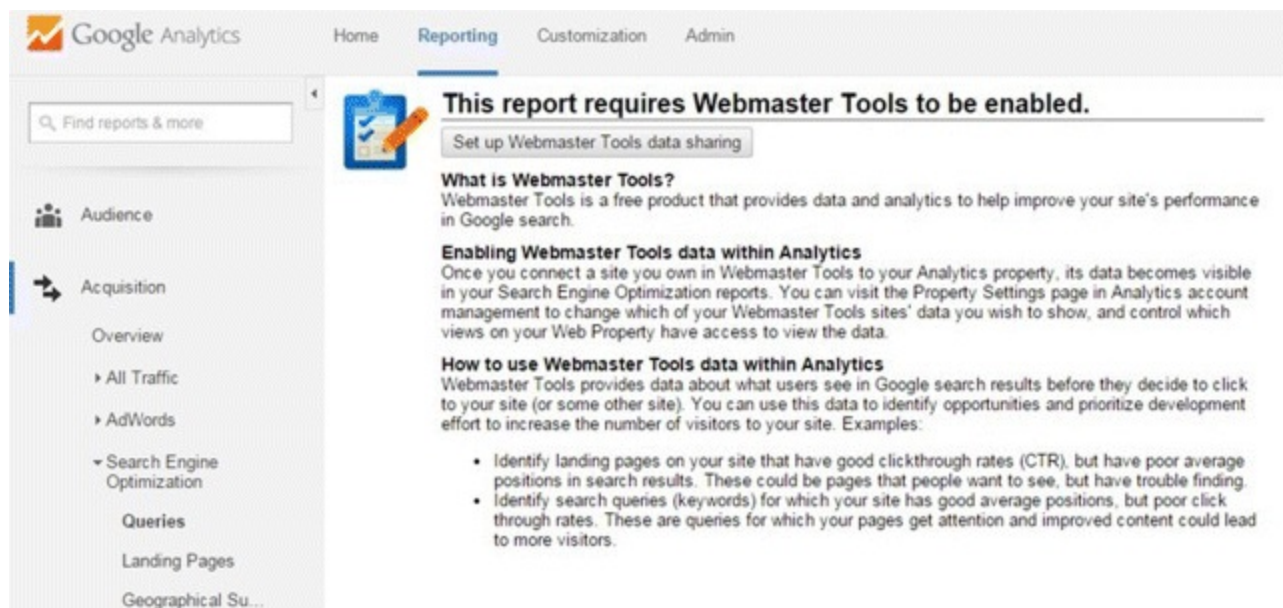 Google Analytics
Home Reporting Customization Admin
Find reports & more
Audience
Acquisition
Overview
All Traffic
AdWords
Search Engine
Optimization
Queries
Landing Pages
Geographical Su...
This report requires Webmaster Tools to be enabled.
Set up Webmaster Tools data sharing
What is Webmaster Tools?
Webmaster Tools is a free product that provides data and analytics to help improve your site's performance
in Google search.
Enabling Webmaster Tools data within Analytics
Once you connect a site you own in Webmaster Tools to your Analytics property, its data becomes visible
in your Search Engine Optimization reports. You can visit the Property Settings page in Analytics account
management to change which of your Webmaster Tools sites' data you wish to show, and control which
views on your Web Property have access to view the data.
How to use Webmaster Tools data within Analytics
Webmaster Tools provides data about what users see in Google search results before they decide to click
to your site (or some other site). You can use this data to identify opportunities and prioritize development
effort to increase the number of visitors to your site. Examples:
• Identify landing pages on your site that have good clickthrough rates (CTR), but have poor average
positions in search results. These could be pages that people want to see, but have trouble finding.
• Identify search queries (keywords) for which your site has good average positions, but poor click
through rates. These are queries for which your pages get attention and improved content could lead
to more visitors.